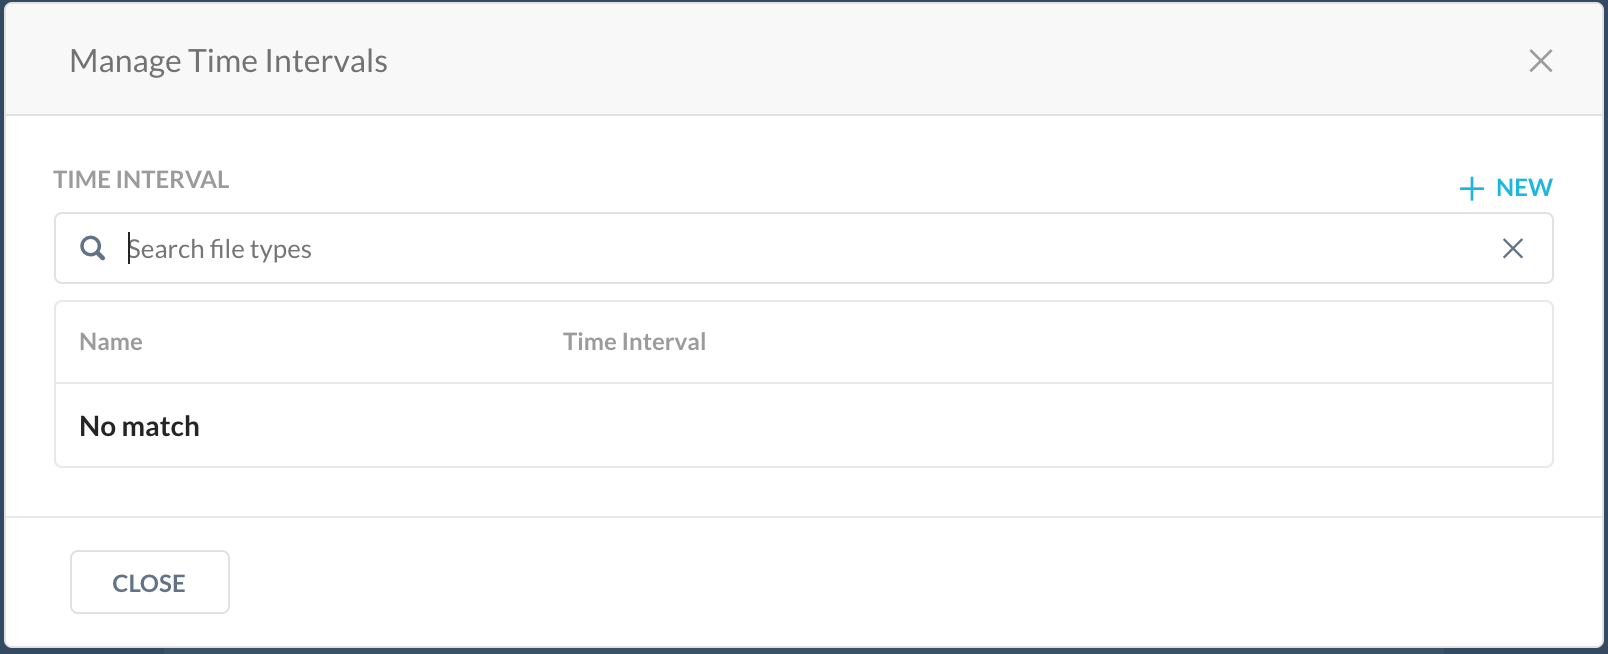 Manage Time Intervals
TIME INTERVAL
NEW
Search file types
Name Time Interval
No match
CLOSE